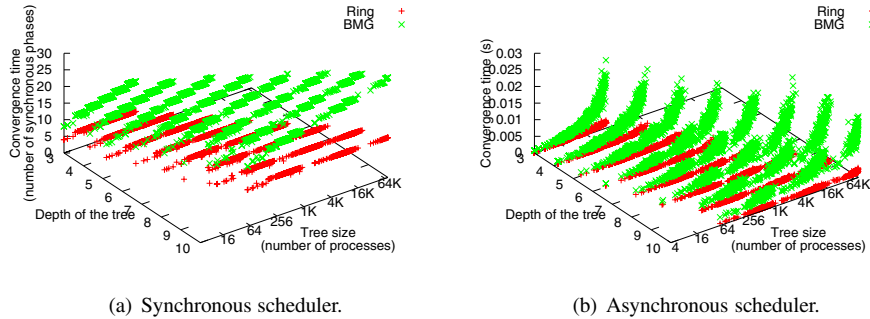 Ring
BMG
Convergence time
(number of synchronous phases)
30
25
20
15
10
5
0
3
4
5
6
7
8
9
10
Depth of the tree
16
64
256
1K
4K
16K
64K
Tree size
(number of processes)
(a) Synchronous scheduler.
Ring
BMG
Convergence time (s)
0.03
0.025
0.02
0.015
0.01
0.005
0
3
4
5
6
7
8
9
10
Depth of the tree
4
16
64
256
1K
4K
16K
64K
Tree size
(number of processes)
(b) Asynchronous scheduler.